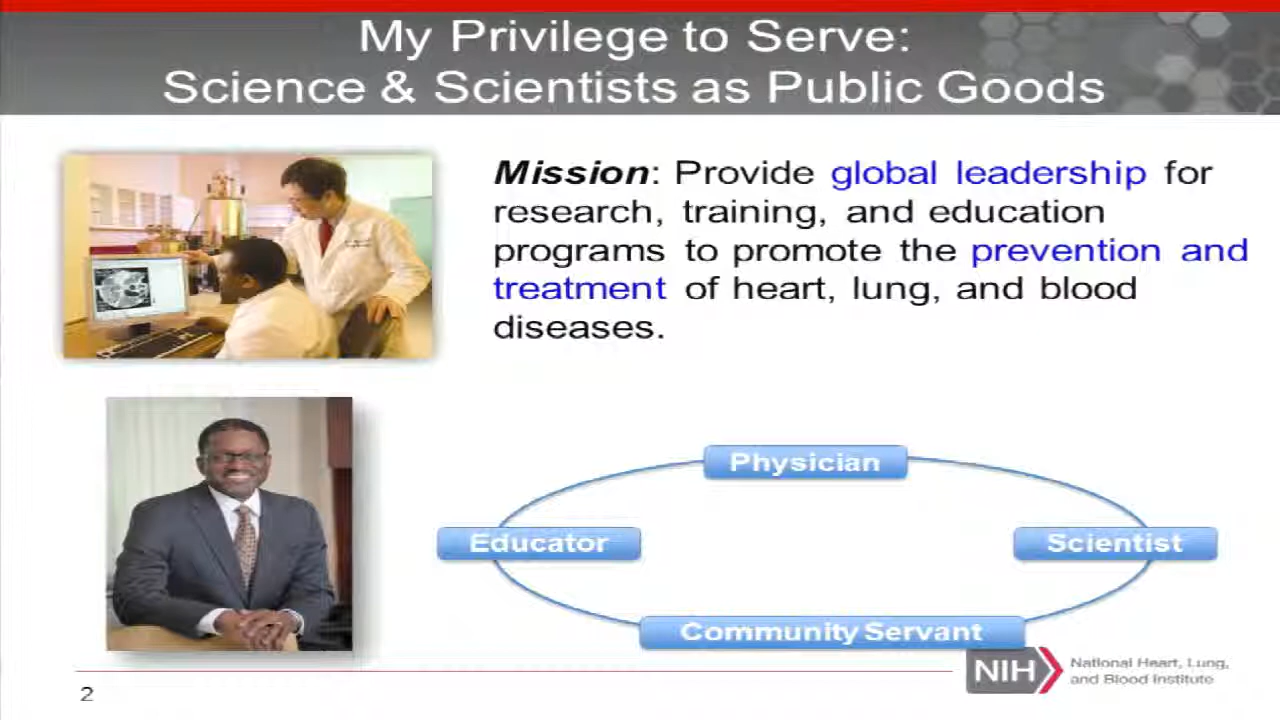 My Privilege to Serve:
Science & Scientists as Public Goods
Mission: Provide global leadership for
research, training, and education
programs to promote the prevention and
treatment of heart, lung, and blood
diseases.
Physician
Educator
Scientist
Community Servant
NIH
National Heart, Lung,
and Blood Institute
2